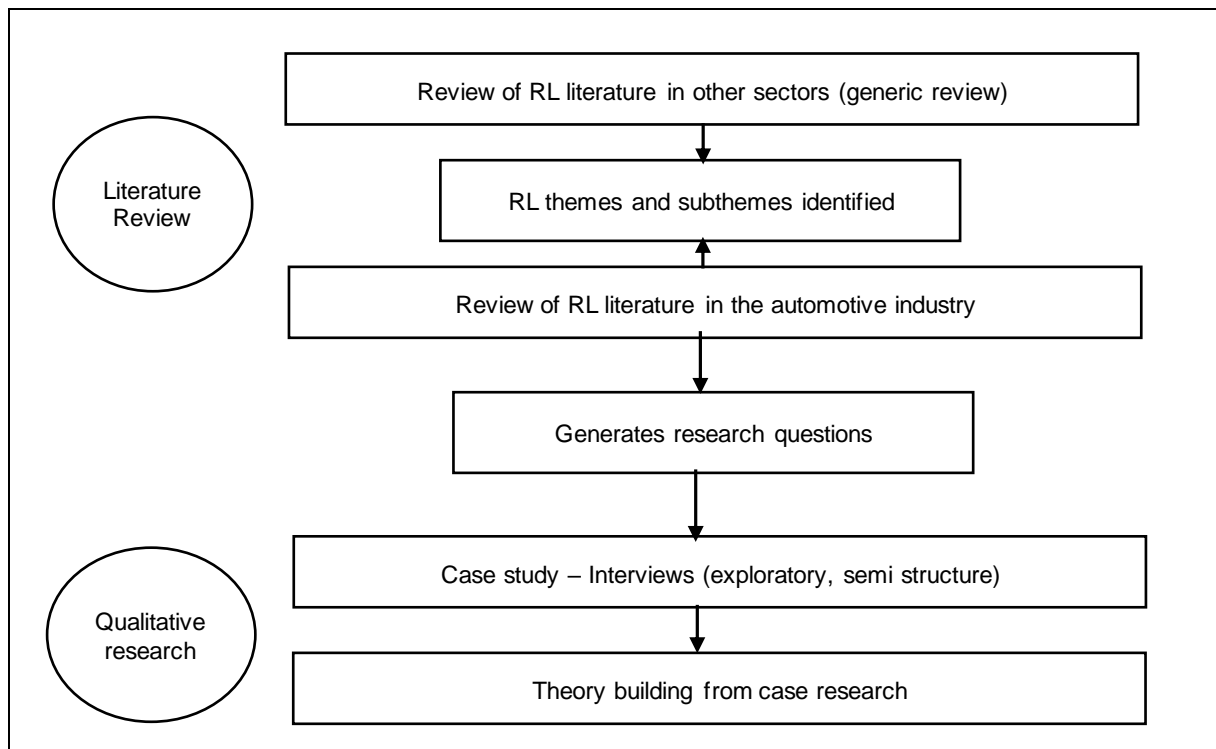 Review of RL literature in other sectors (generic review)
Literature
Review
RL themes and subthemes identified
Review of RL literature in the automotive industry
Generates research questions
Case study – Interviews (exploratory, semi structure)
Qualitative
research
Theory building from case research